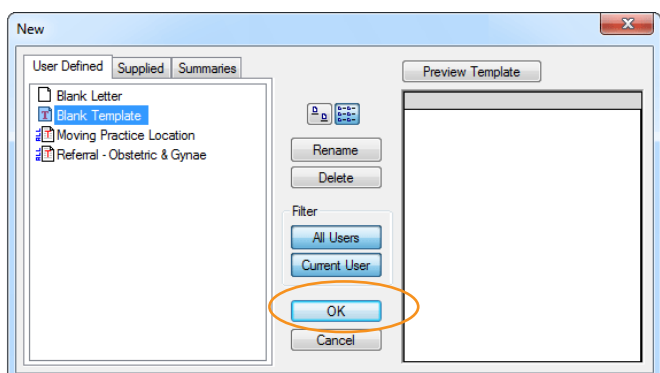 New
User Defined
Supplied
Summaries
Blank Letter
Blank Template
Moving Practice Location
Referral - Obstetric & Gynae
Rename
Delete
Filter
All Users
Current User
OK
Cancel
Preview Template